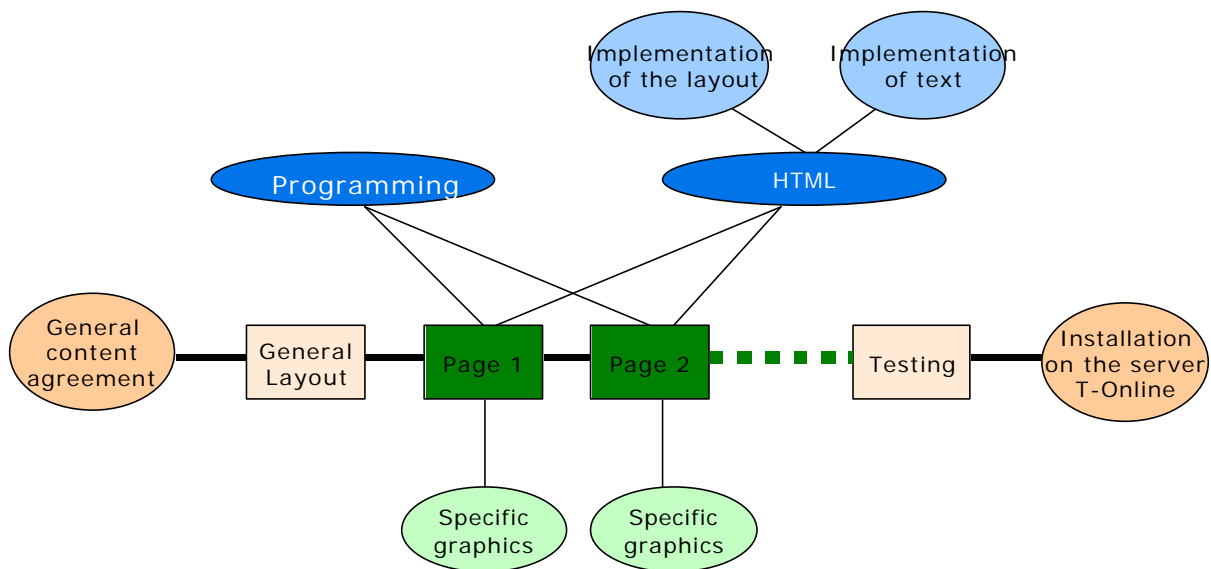 Implementation
of the layout
Implementation
of text
Programming
HTML
General
content
agreement
General
Layout
Page 1
Page 2
Testing
Installation
on the server
T-Online
Specific
graphics
Specific
graphics